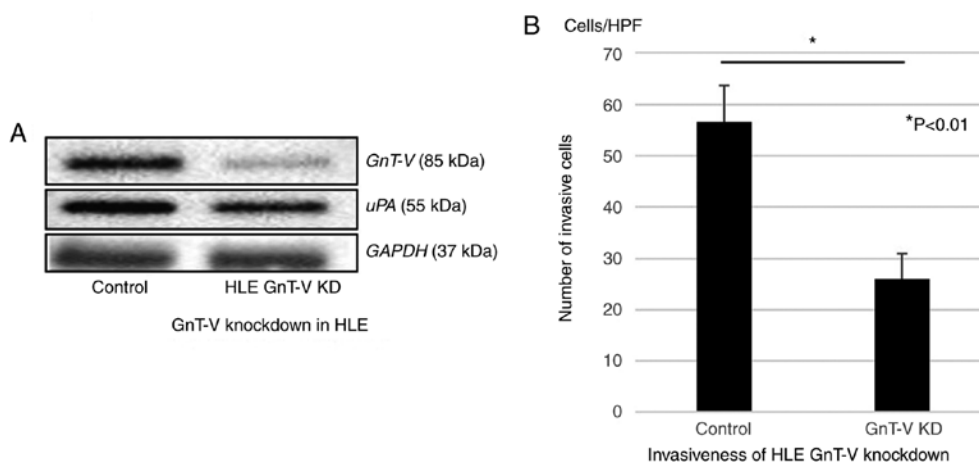 A
GnT-V (85 kDa)
uPA (55 kDa)
GAPDH (37 kDa)
Control HLE GnT-V KD
GnT-V knockdown in HLE
B Cells/HPF
70
60
50
40
30
20
10
0
Number of invasive cells
*
*P<0.01
Control GnT-V KD
Invasiveness of HLE GnT-V knockdown